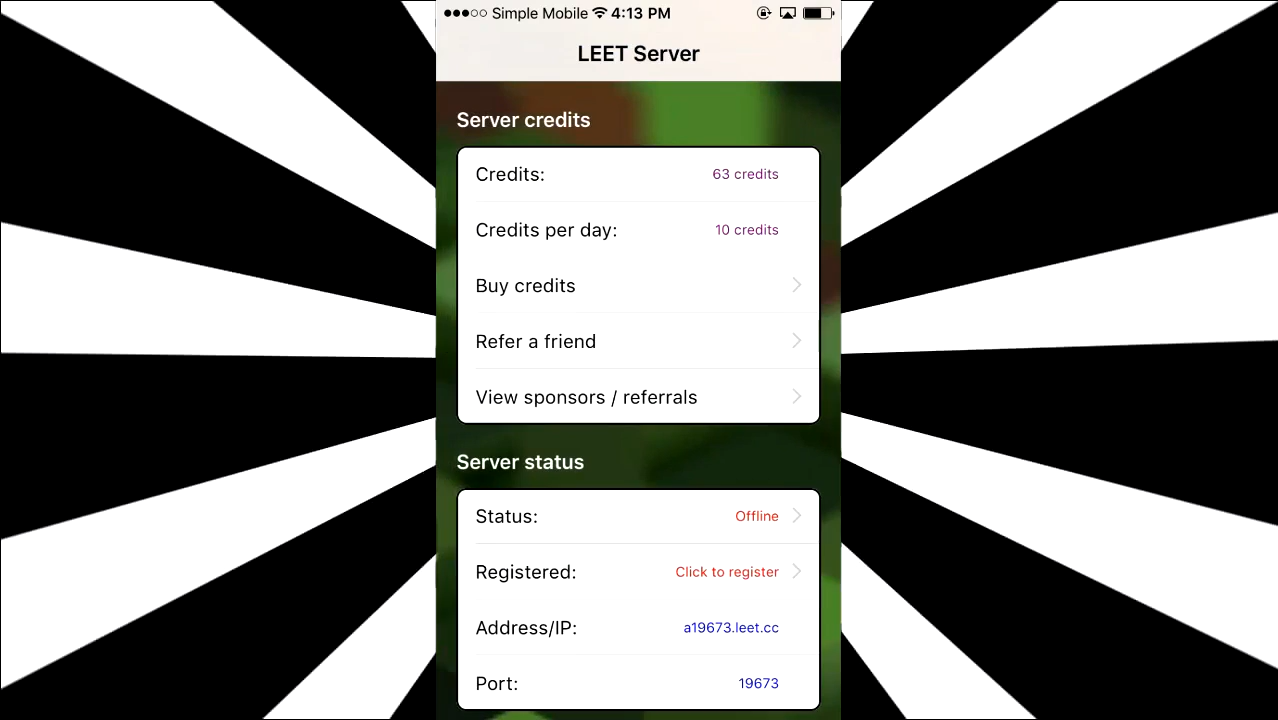 Simple Mobile 4:13 PM
LEET Server
Server credits
Credits: 63 credits
Credits per day: 10 credits
Buy credits
Refer a friend
View sponsors / referrals
Server status
Status: Offline
Registered: Click to register
Address/IP: a19673.leet.cc
Port: 19673